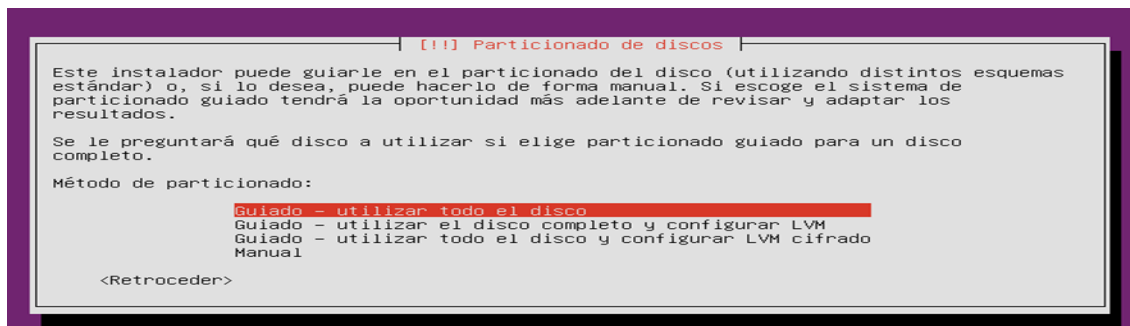 [!!] Particionado de discos
Este instalador puede guiarle en el particionado del disco (utilizando distintos esquemas
estándar) o, si lo desea, puede hacerlo de forma manual. Si escoge el sistema de
particionado guiado tendrá la oportunidad más adelante de revisar y adaptar los
resultados.
Se le preguntará qué disco a utilizar si elige particionado guiado para un disco
completo.
Método de particionado:
Guiado - utilizar todo el disco
Guiado - utilizar el disco completo y configurar LVM
Guiado - utilizar todo el disco y configurar LVM cifrado
Manual
<Retroceder>